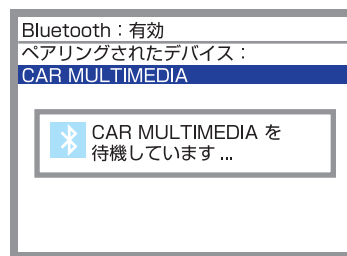 Bluetooth：有効
ペアリングされたデバイス：
CAR MULTIMEDIA
CAR MULTIMEDIA を
待機しています ...